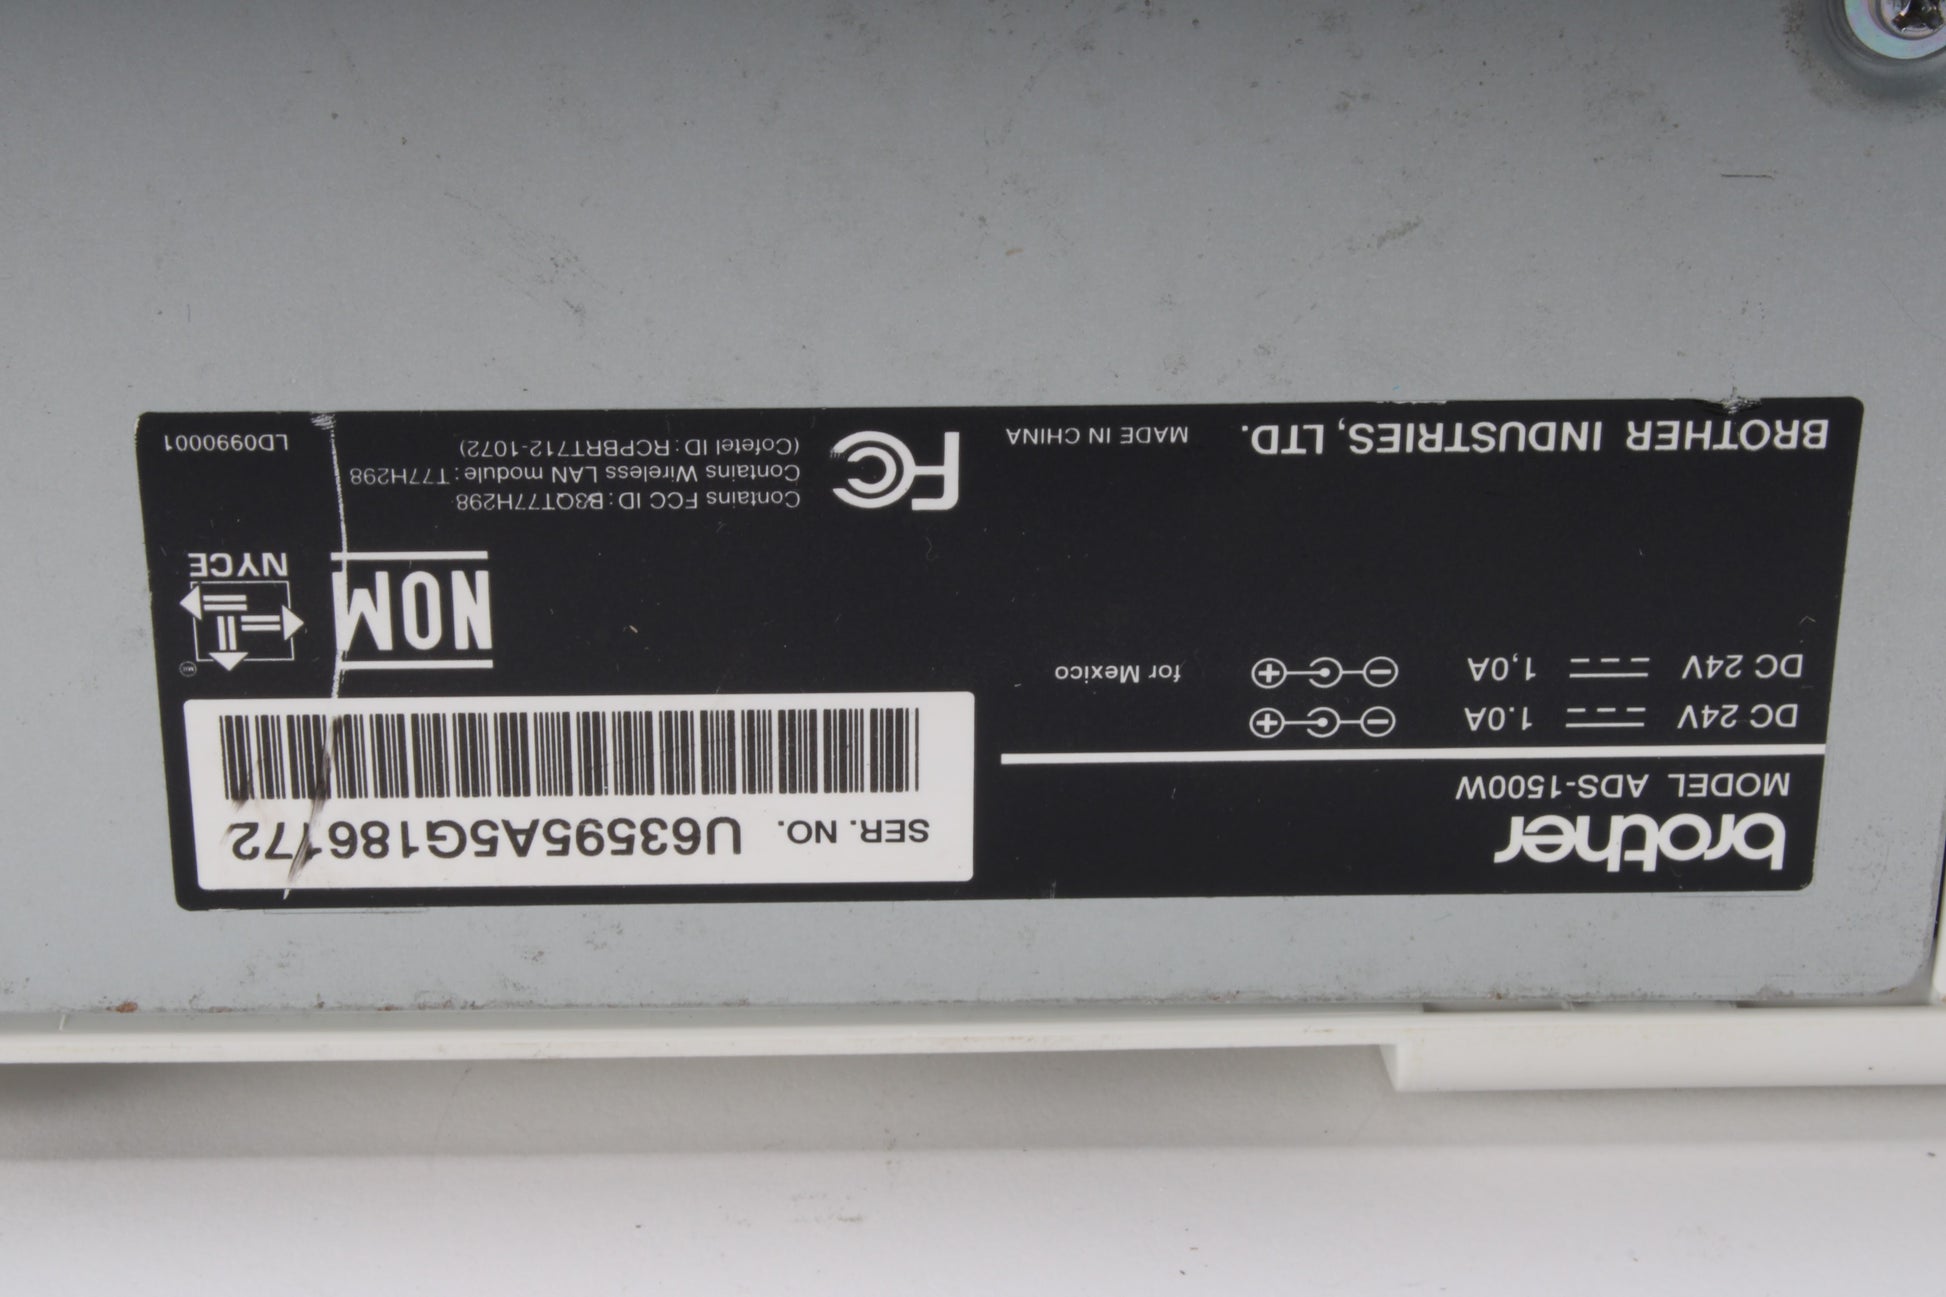 brother
MODEL ADS-1500W
DC 24V 1.0A
DC 24V 1,0A for Mexico
BROTHER INDUSTRIES, LTD. MADE IN CHINA
SER. NO. U63595A5G186172
NOM
NYCE
FC
Contains FCC ID: B3QT77H298
Contains Wireless LAN module: T77H298
(Cofetel ID: RCPBRT712-1072)
LD0990001